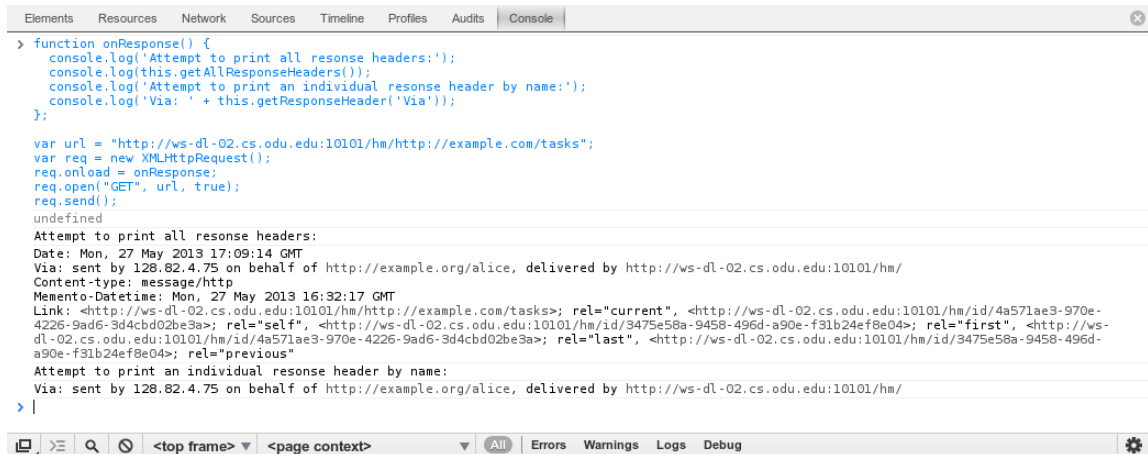 Elements Resources Network Sources Timeline Profiles Audits Console
> function onResponse() {
console.log('Attempt to print all resonse headers:');
console.log(this.getAllResponseHeaders());
console.log('Attempt to print an individual resonse header by name:');
console.log('Via: ' + this.getResponseHeader('Via'));
};
var url = "http://ws-dl-02.cs.odu.edu:10101/hm/http://example.com/tasks";
var req = new XMLHttpRequest();
req.onload = onResponse;
req.open("GET", url, true);
req.send();
undefined
Attempt to print all resonse headers:
Date: Mon, 27 May 2013 17:09:14 GMT
Via: sent by 128.82.4.75 on behalf of http://example.org/alice, delivered by http://ws-dl-02.cs.odu.edu:10101/hm/
Content-type: message/http
Memento-Datetime: Mon, 27 May 2013 16:32:17 GMT
Link: <http://ws-dl-02.cs.odu.edu:10101/hm/http://example.com/tasks>; rel="current", <http://ws-dl-02.cs.odu.edu:10101/hm/id/4a571ae3-970e-
4226-9ad6-3d4cbd02be3a>; rel="self", <http://ws-dl-02.cs.odu.edu:10101/hm/id/3475e58a-9458-496d-a90e-f31b24ef8e04>; rel="first", <http://ws-
dl-02.cs.odu.edu:10101/hm/id/4a571ae3-970e-4226-9ad6-3d4cbd02be3a>; rel="last", <http://ws-dl-02.cs.odu.edu:10101/hm/id/3475e58a-9458-496d-
a90e-f31b24ef8e04>; rel="previous"
Attempt to print an individual resonse header by name:
Via: sent by 128.82.4.75 on behalf of http://example.org/alice, delivered by http://ws-dl-02.cs.odu.edu:10101/hm/
>
<top frame> <page context> All Errors Warnings Logs Debug